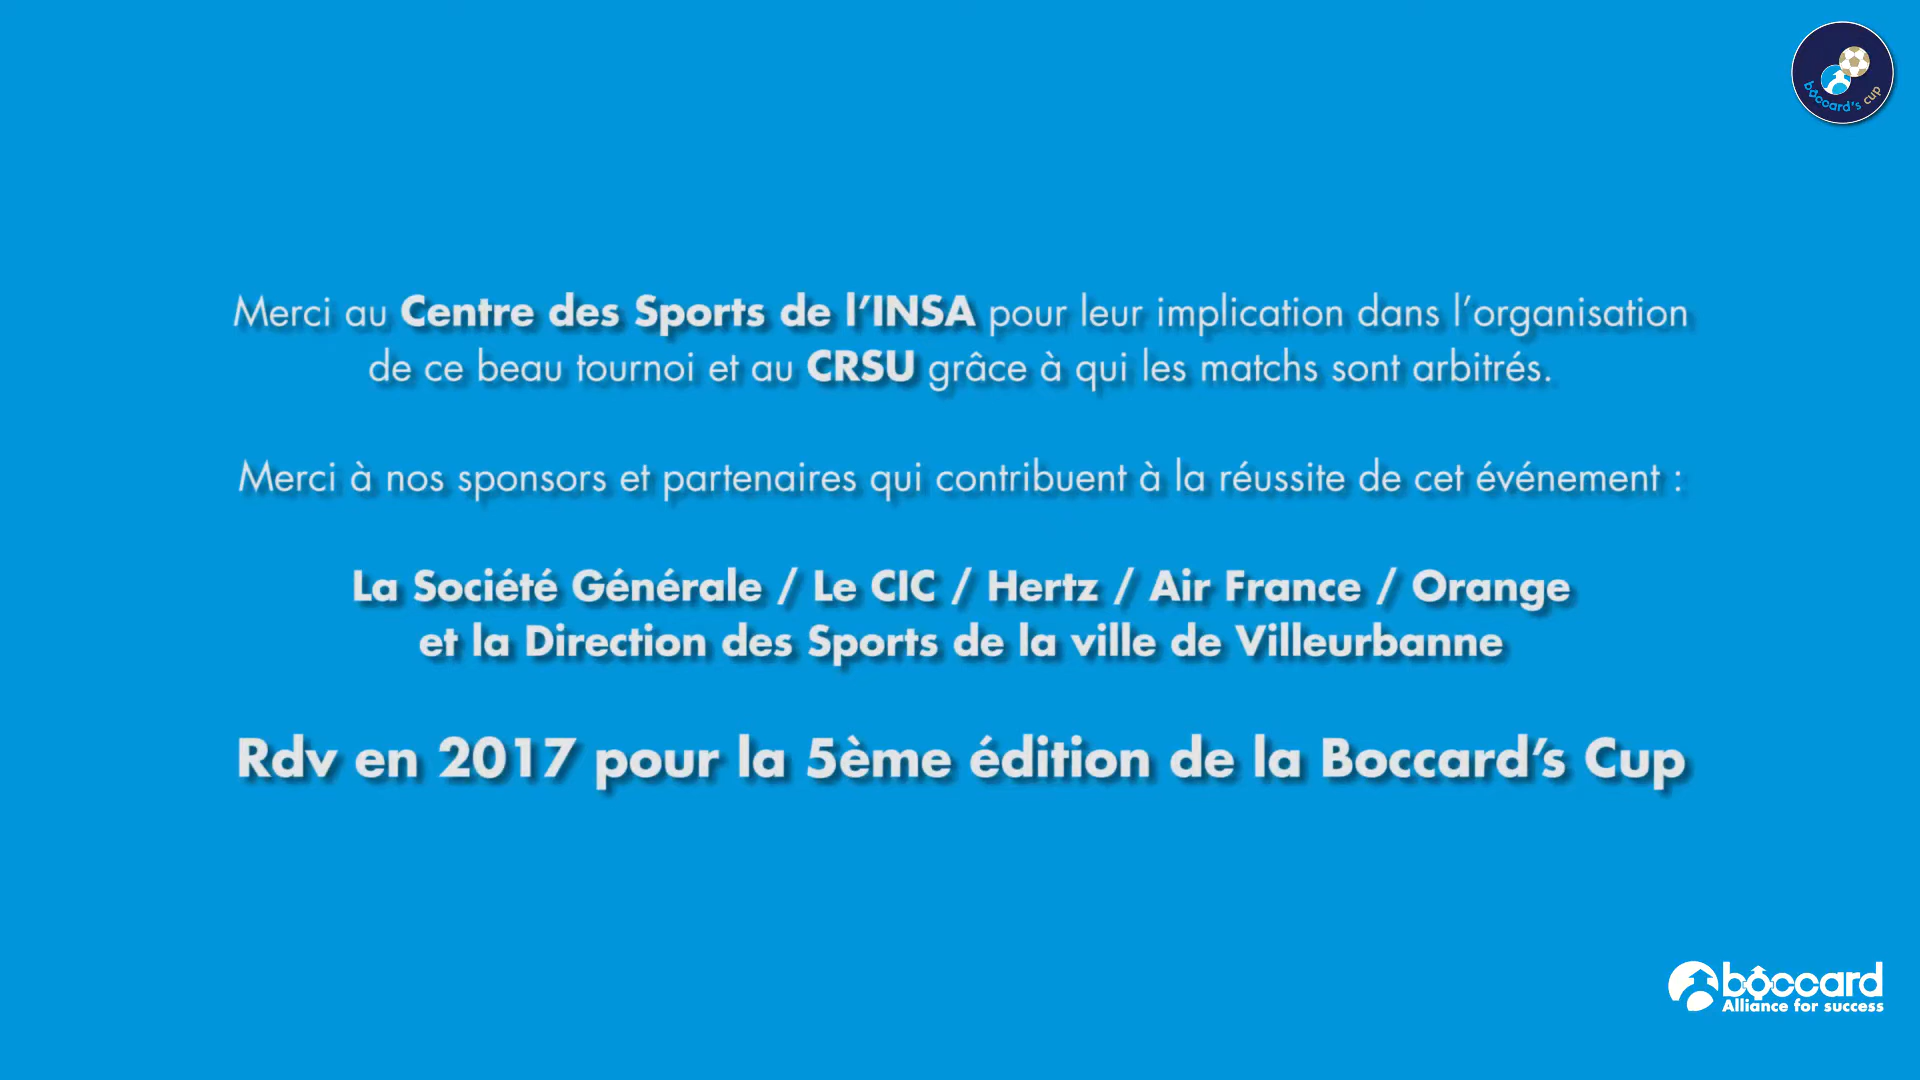 boccard's cup
Merci au Centre des Sports de l'INSA pour leur implication dans l'organisation
de ce beau tournoi et au CRSU grâce à qui les matchs sont arbitrés.
Merci à nos sponsors et partenaires qui contribuent à la réussite de cet événement :
La Société Générale / Le CIC / Hertz / Air France / Orange
et la Direction des Sports de la ville de Villeurbanne
Rdv en 2017 pour la 5ème édition de la Boccard's Cup
boccard
Alliance for success